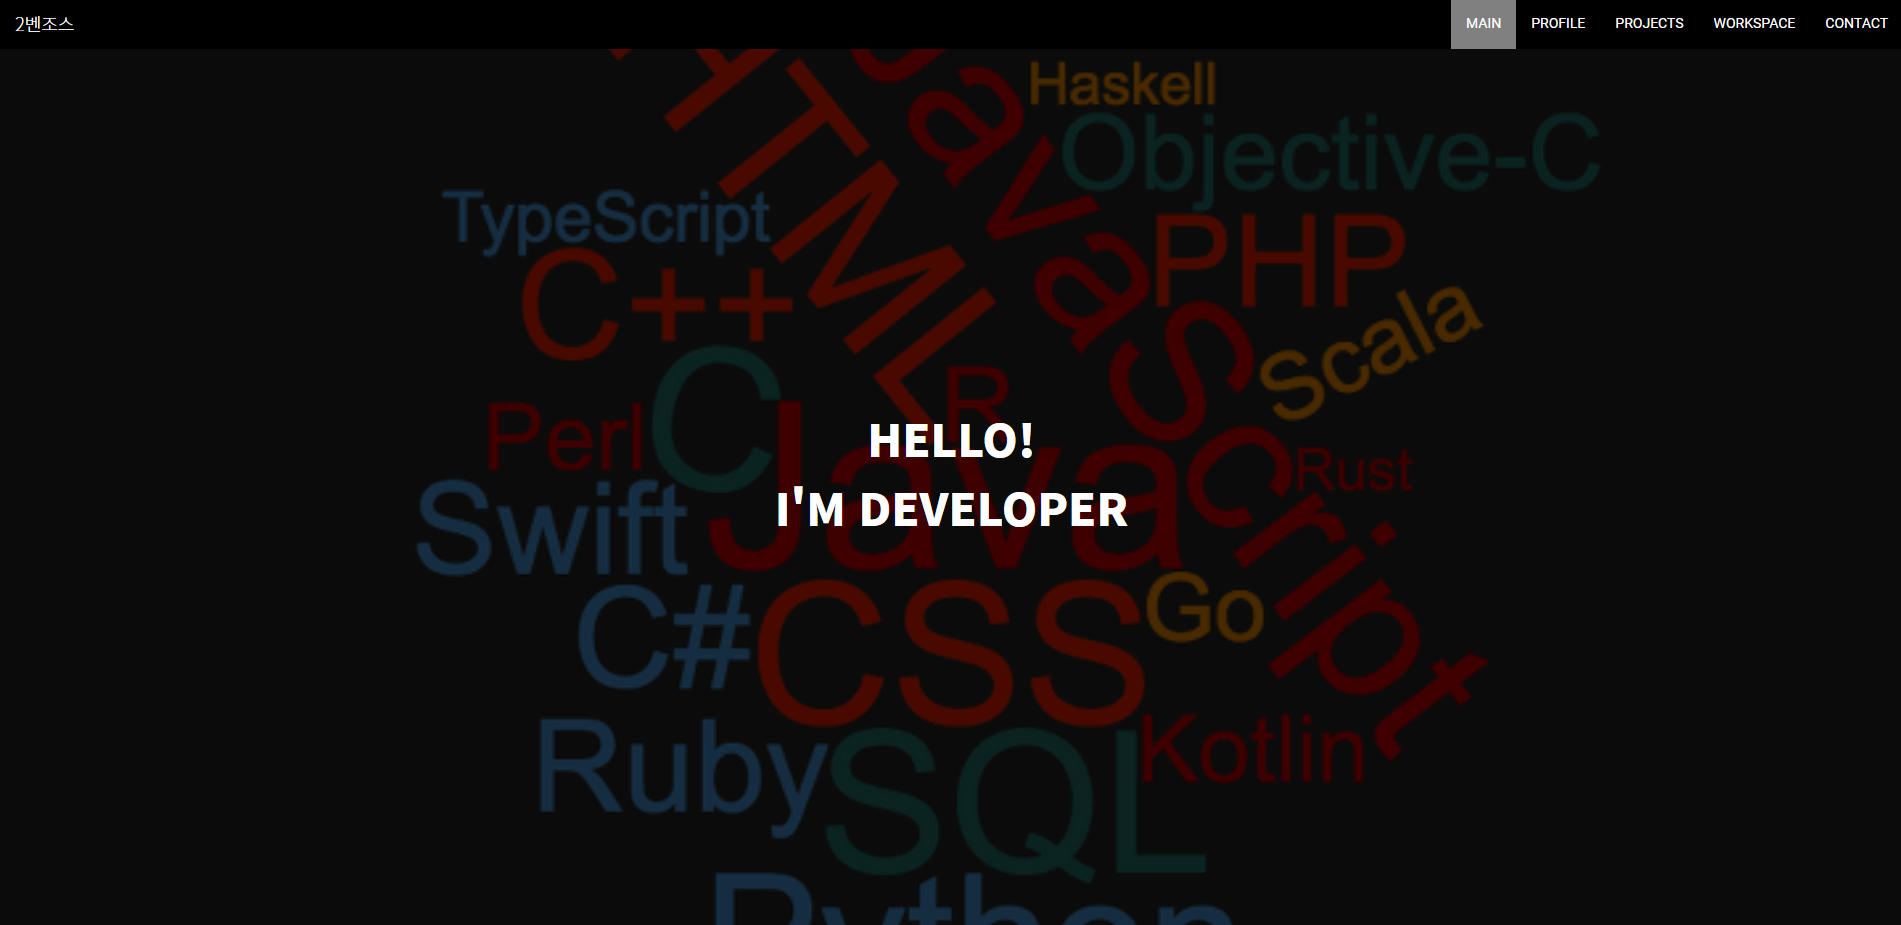 2벤조스
MAIN PROFILE PROJECTS WORKSPACE CONTACT
HTML
JavaScript
Haskell
Objective-C
TypeScript
PHP
C++
Scala
C
R
Perl
HELLO!
Java
Rust
Swift
I'M DEVELOPER
Go
C#
CSS
Ruby
SQL
Kotlin
Python